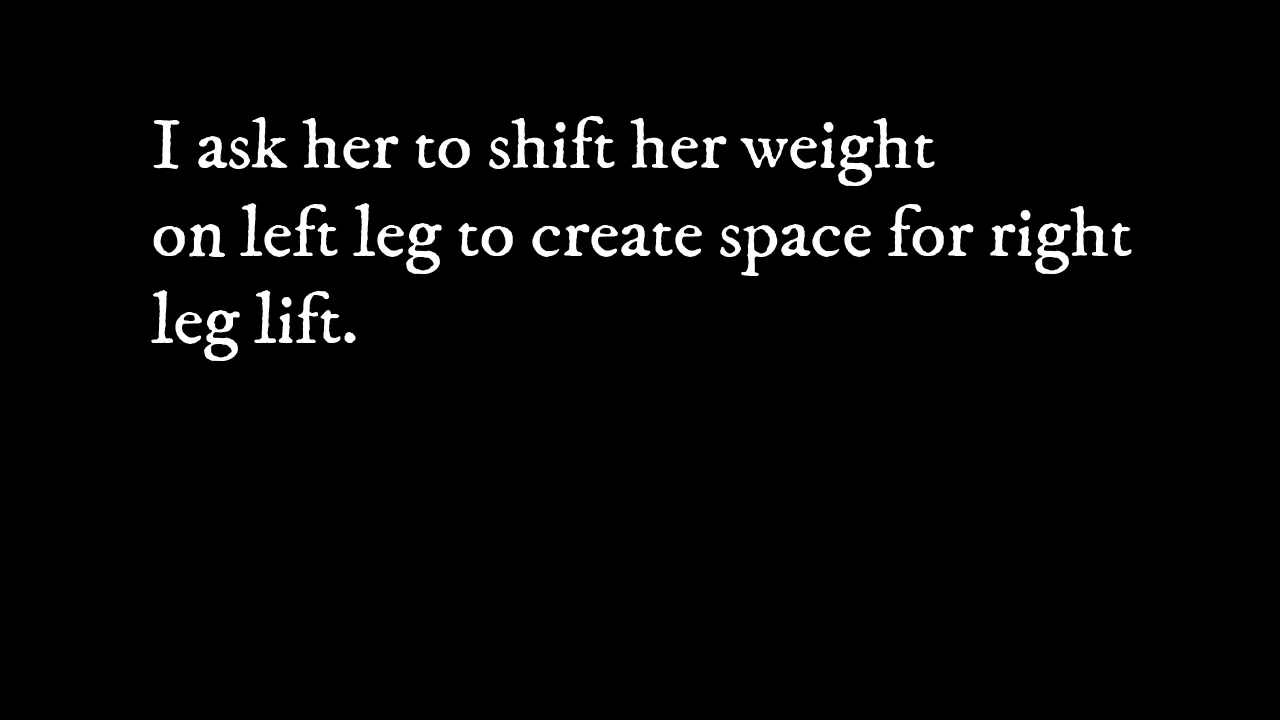 I ask her to shift her weight
on left leg to create space for right
leg lift.